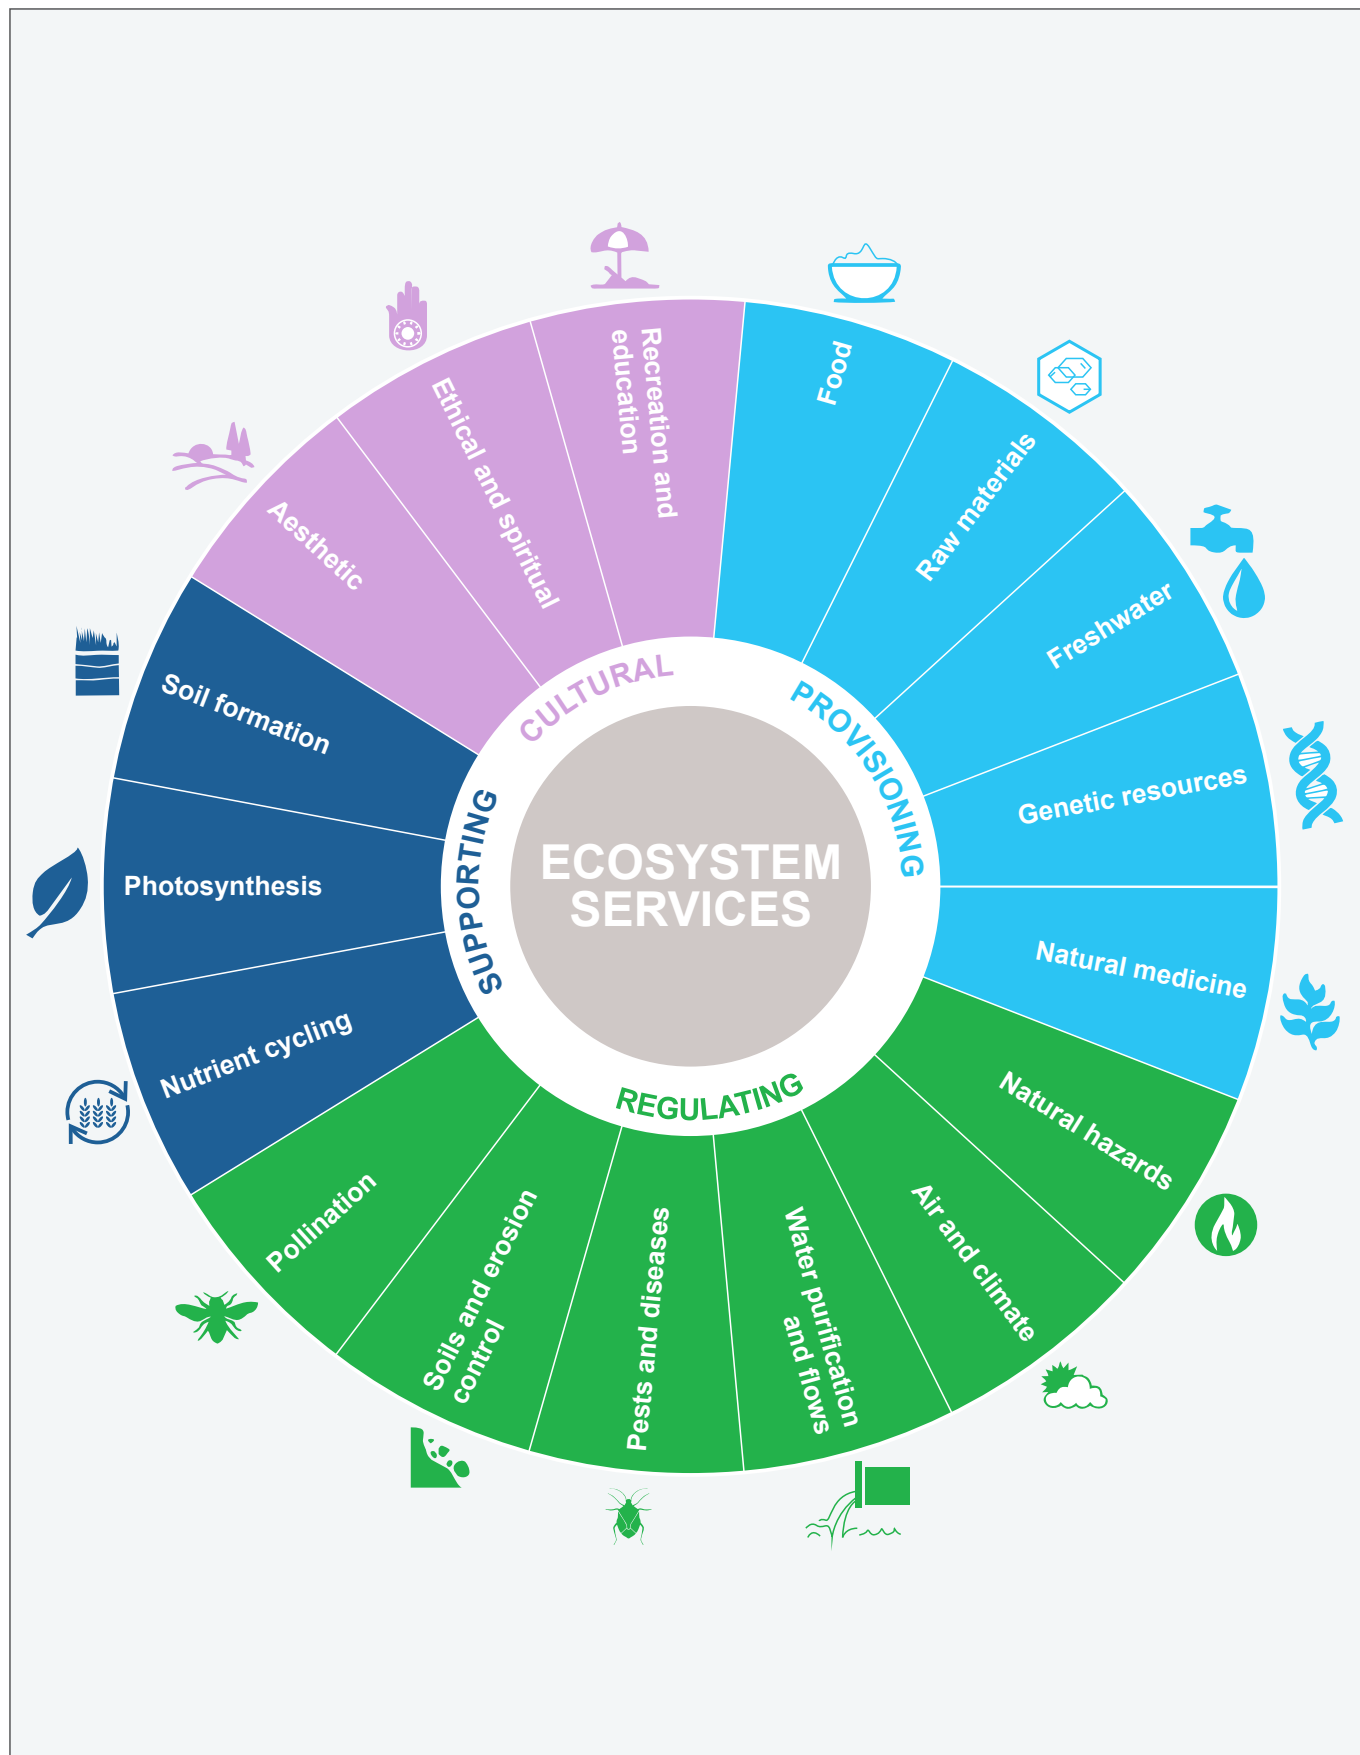 ECOSYSTEM
SERVICES
CULTURAL
PROVISIONING
REGULATING
SUPPORTING
Food
Raw materials
Freshwater
Genetic resources
Natural medicine
Natural hazards
Air and climate
Water purification
and flows
Pests and diseases
Soils and erosion
control
Pollination
Nutrient cycling
Photosynthesis
Soil formation
Aesthetic
Ethical and spiritual
Recreation and
education